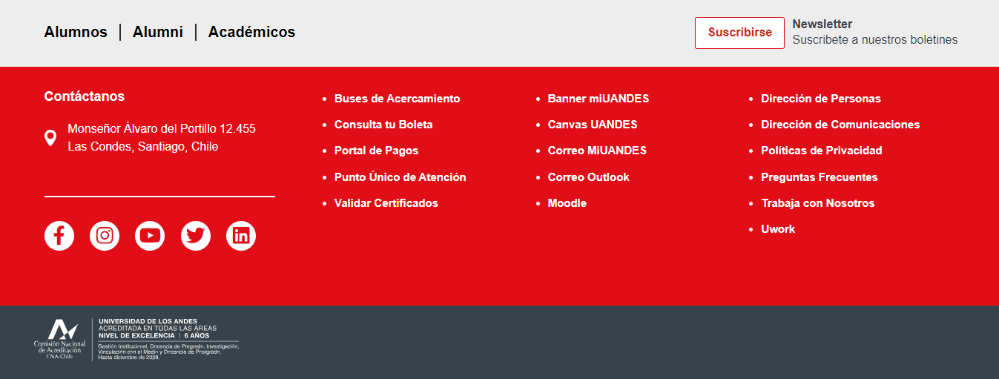 Alumnos | Alumni | Académicos
Suscribirse
Newsletter
Suscribete a nuestros boletines
Contáctanos
Monseñor Álvaro del Portillo 12.455
Las Condes, Santiago, Chile
Buses de Acercamiento
Consulta tu Boleta
Portal de Pagos
Punto Único de Atención
Validar Certificados
Banner miUANDES
Canvas UANDES
Correo MiUANDES
Correo Outlook
Moodle
Dirección de Personas
Dirección de Comunicaciones
Políticas de Privacidad
Preguntas Frecuentes
Trabaja con Nosotros
Uwork
Comisión Nacional
de Acreditación
CNA-Chile
UNIVERSIDAD DE LOS ANDES
ACREDITADA EN TODAS LAS ÁREAS
NIVEL DE EXCELENCIA | 6 AÑOS
Gestión Institucional, Docencia de Pregrado, Investigación,
Vinculación con el Medio y Docencia de Postgrado.
Hasta diciembre de 2028.